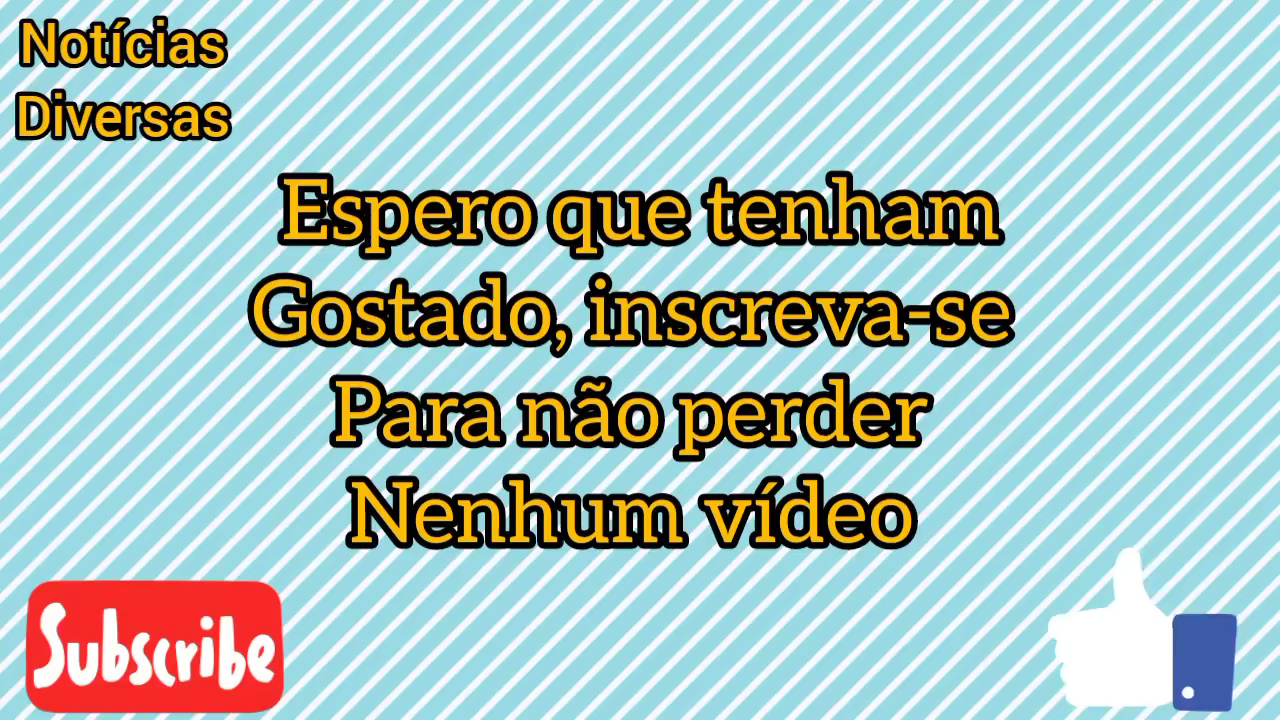 Notícias
Diversas
Espero que tenham
Gostado, inscreva-se
Para não perder
Nenhum vídeo
Subscribe